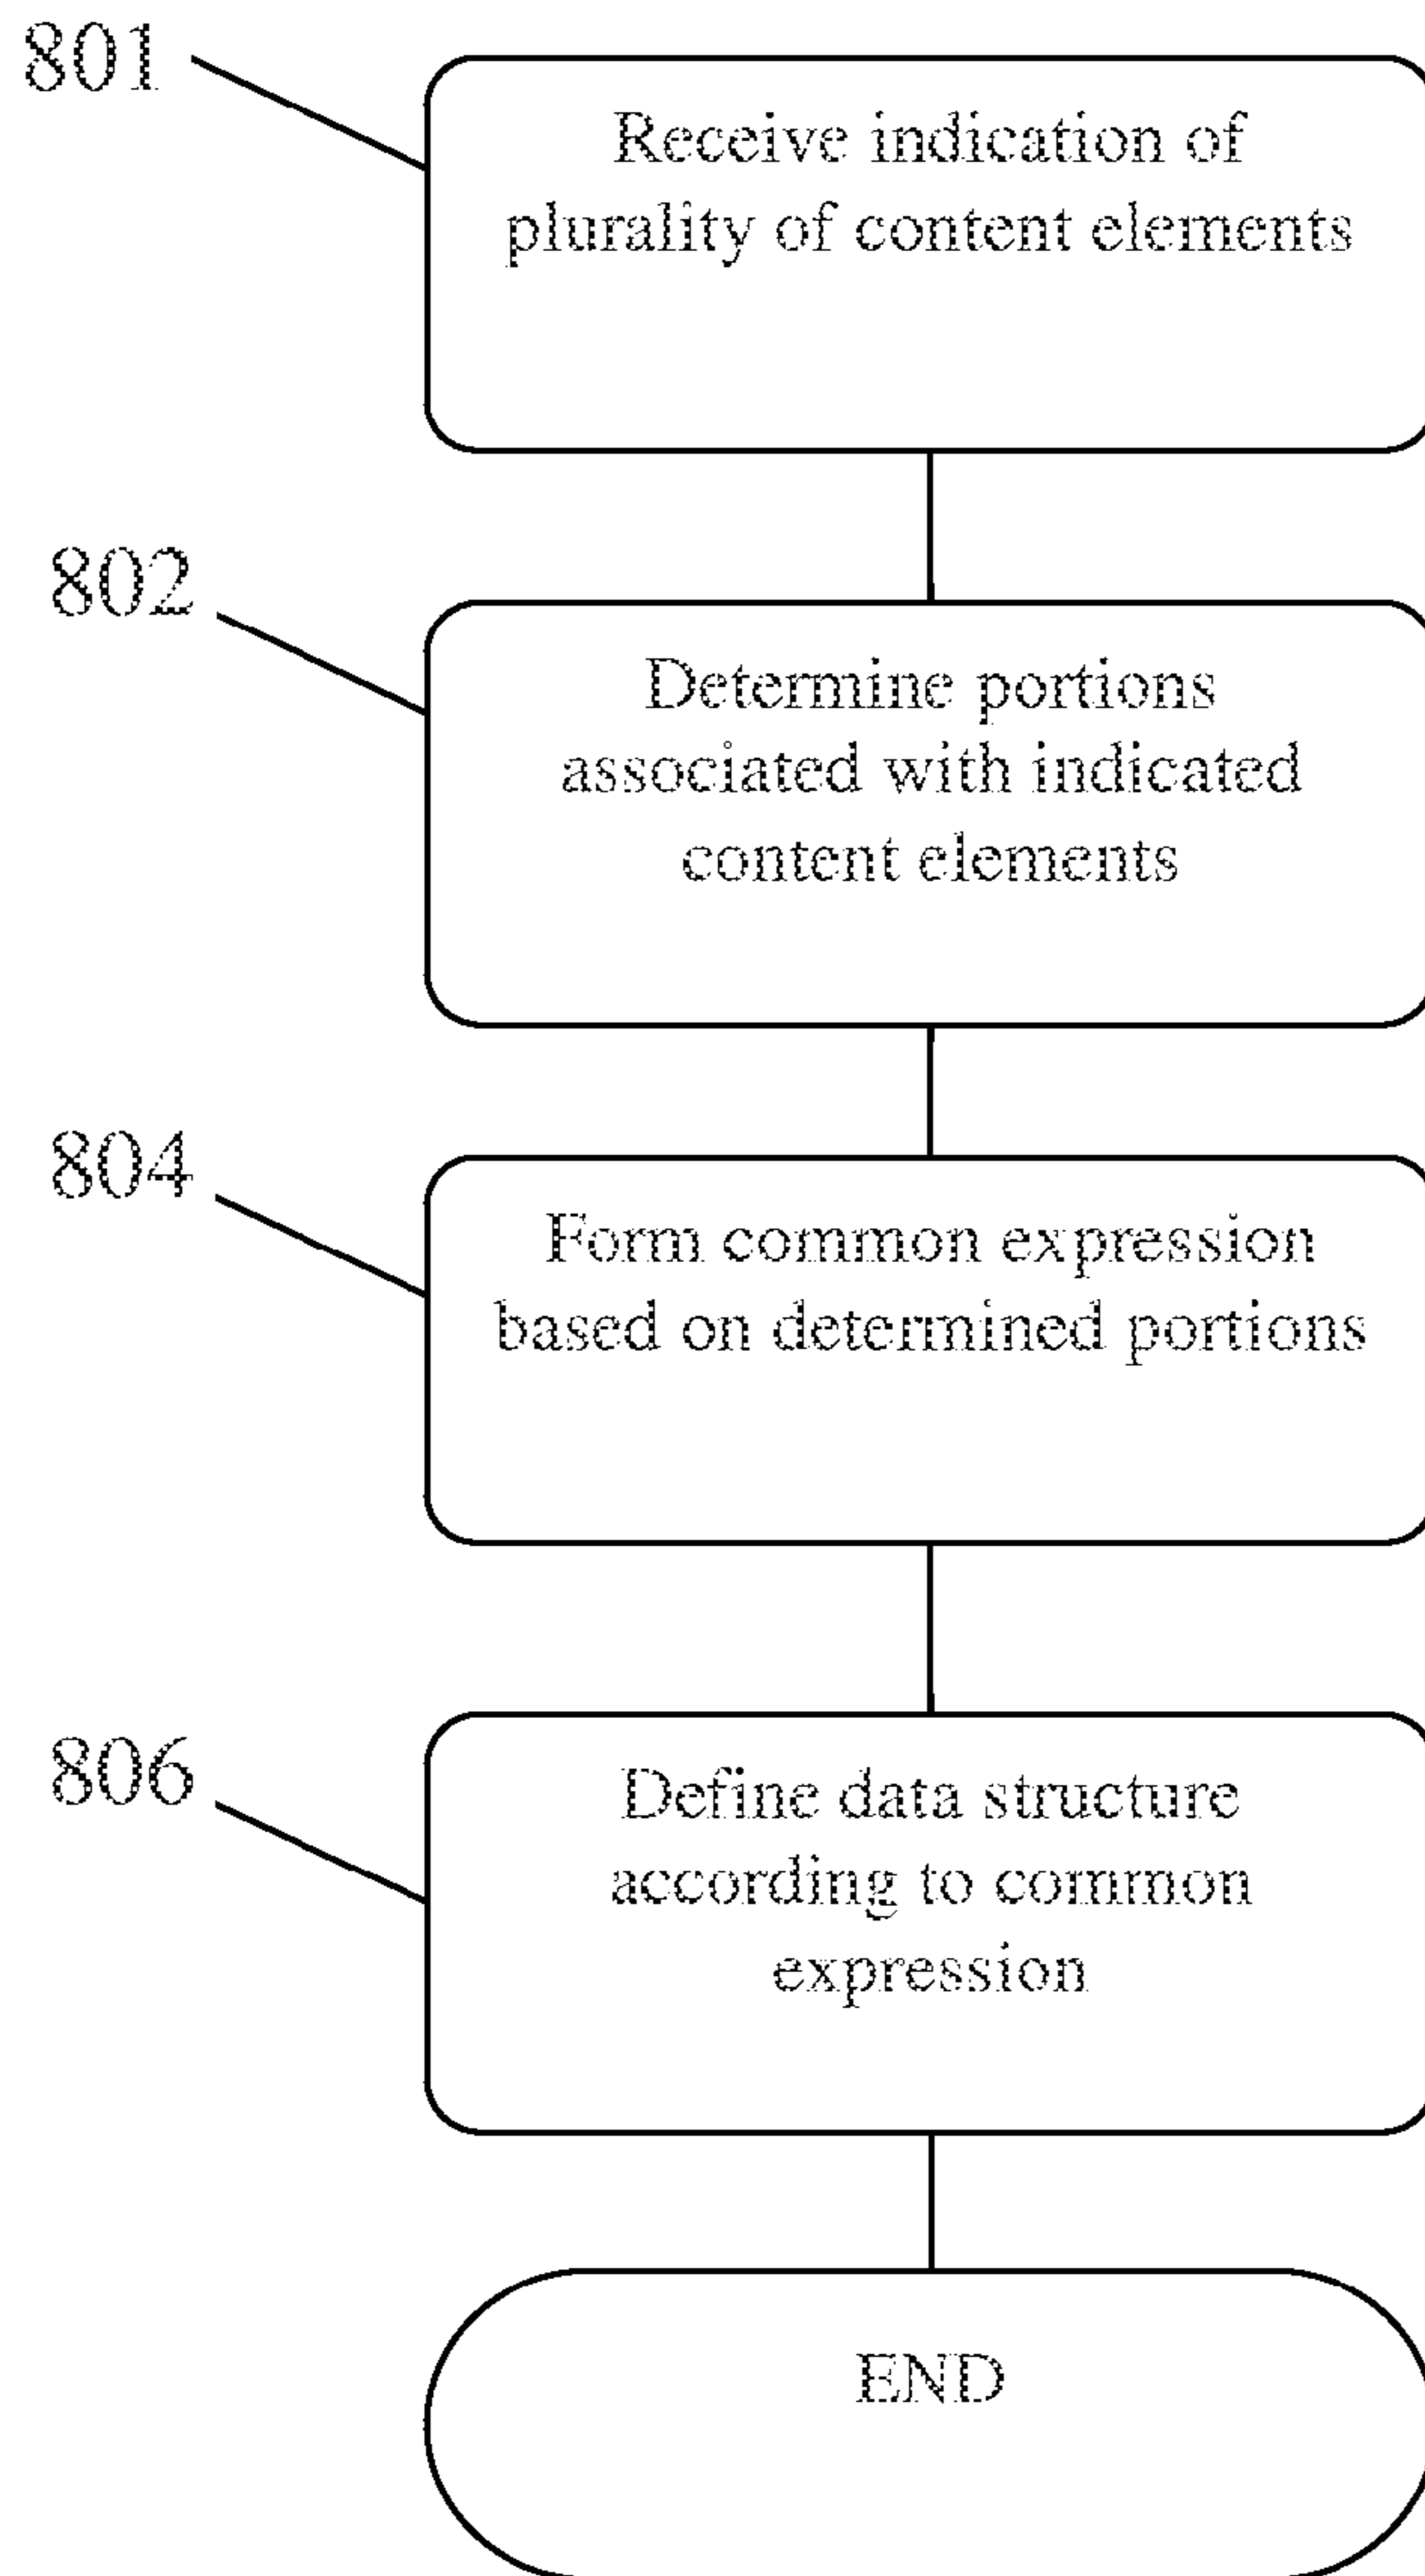 801
Receive indication of
plurality of content elements
802
Determine portions
associated with indicated
content elements
804
Form common expression
based on determined portions
806
Define data structure
according to common
expression
END